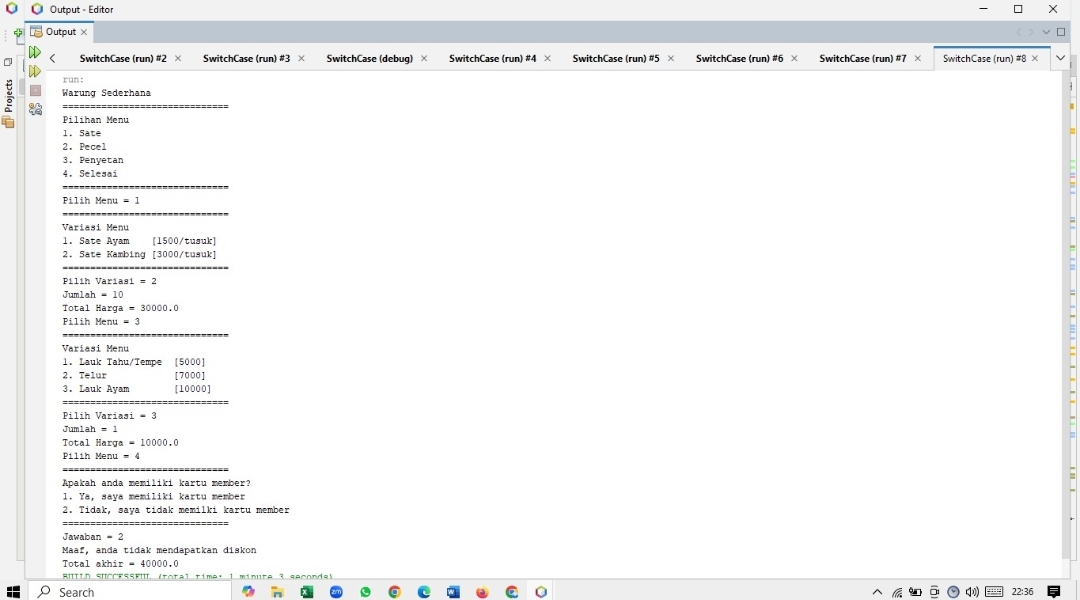 Output - Editor
Output
SwitchCase (run) #2
SwitchCase (run) #3
SwitchCase (debug)
SwitchCase (run) #4
SwitchCase (run) #5
SwitchCase (run) #6
SwitchCase (run) #7
SwitchCase (run) #8
Projects
run:
Warung Sederhana
==============================
Pilihan Menu
1. Sate
2. Pecel
3. Penyetan
4. Selesai
==============================
Pilih Menu = 1
==============================
Variasi Menu
1. Sate Ayam    [1500/tusuk]
2. Sate Kambing [3000/tusuk]
==============================
Pilih Variasi = 2
Jumlah = 10
Total Harga = 30000.0
Pilih Menu = 3
==============================
Variasi Menu
1. Lauk Tahu/Tempe  [5000]
2. Telur            [7000]
3. Lauk Ayam        [10000]
==============================
Pilih Variasi = 3
Jumlah = 1
Total Harga = 10000.0
Pilih Menu = 4
==============================
Apakah anda memiliki kartu member?
1. Ya, saya memiliki kartu member
2. Tidak, saya tidak memilki kartu member
==============================
Jawaban = 2
Maaf, anda tidak mendapatkan diskon
Total akhir = 40000.0
BUILD SUCCESSFUL (total time: 1 minute 3 seconds)
Search
zm
22:36